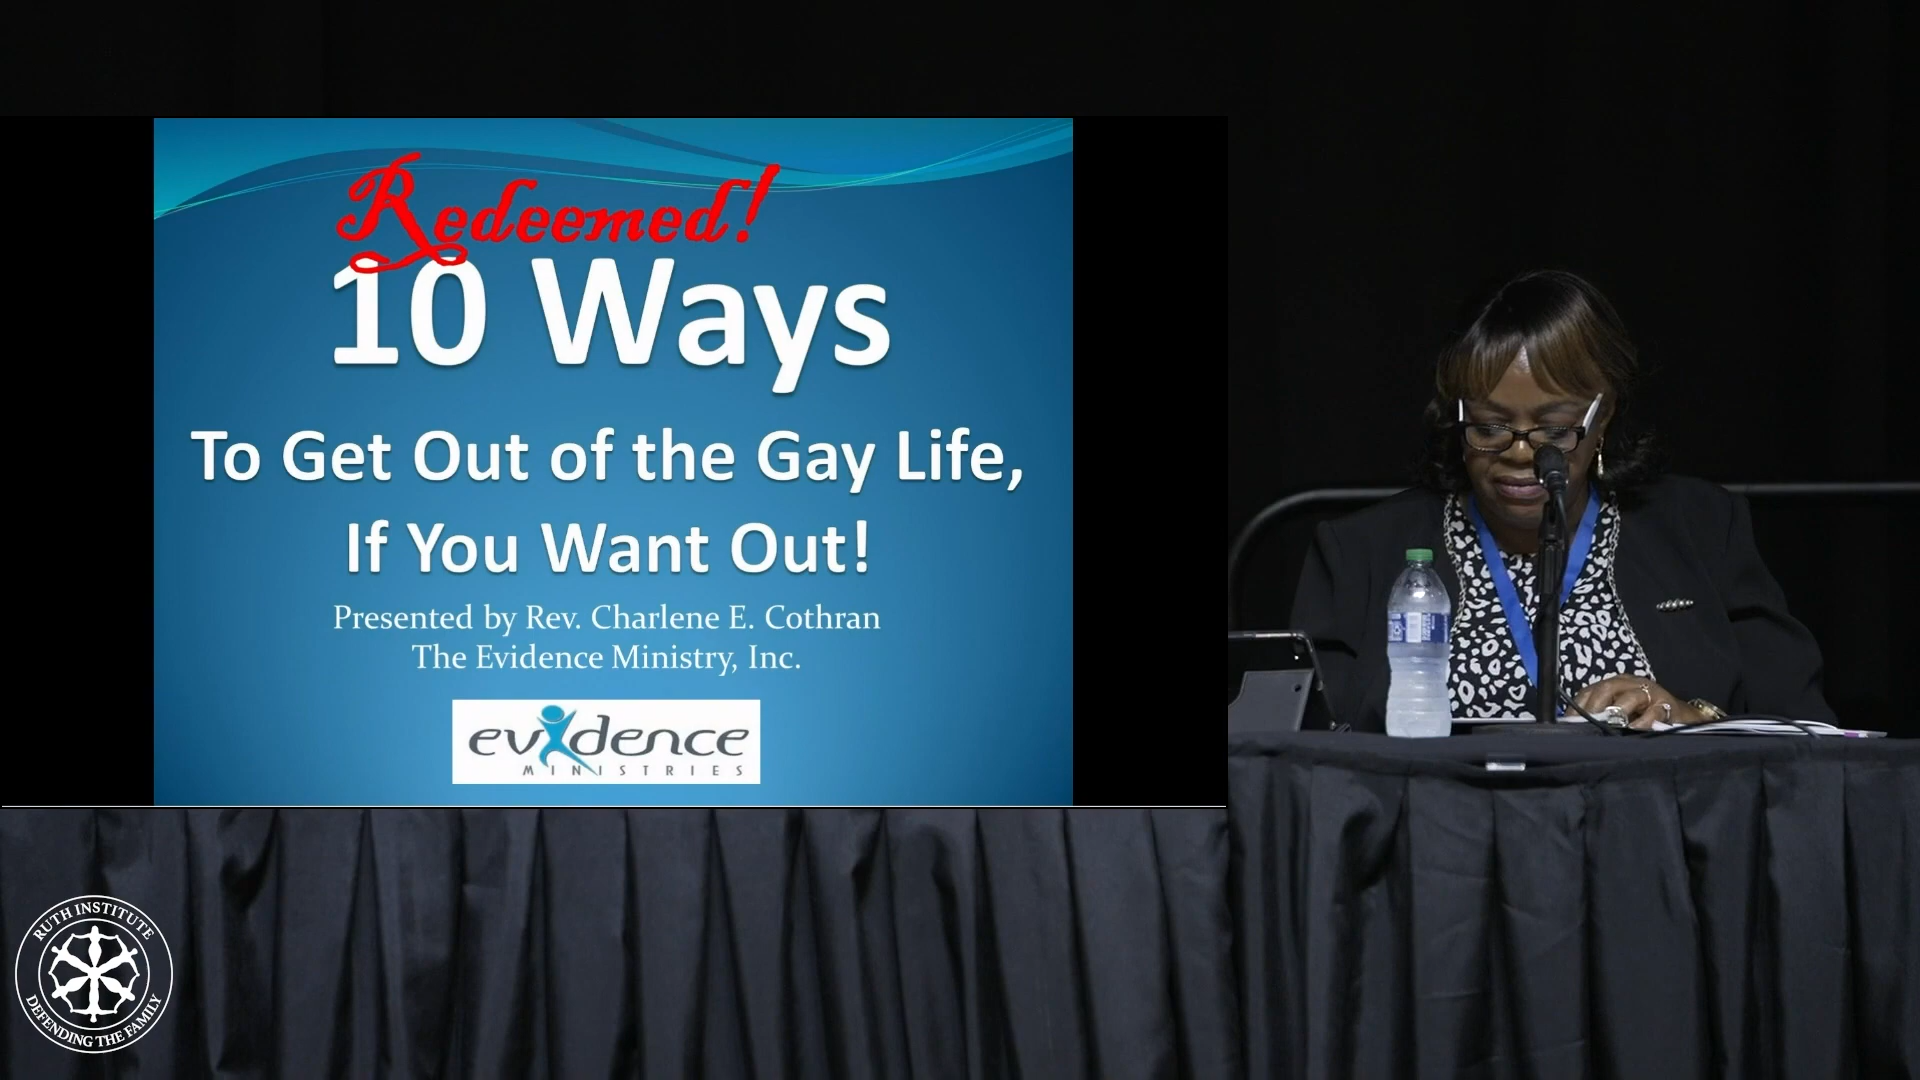 Redeemed!
10 Ways
To Get Out of the Gay Life,
If You Want Out!
Presented by Rev. Charlene E. Cothran
The Evidence Ministry, Inc.
evidence
MINISTRIES
RUTH INSTITUTE
DEFENDING THE FAMILY